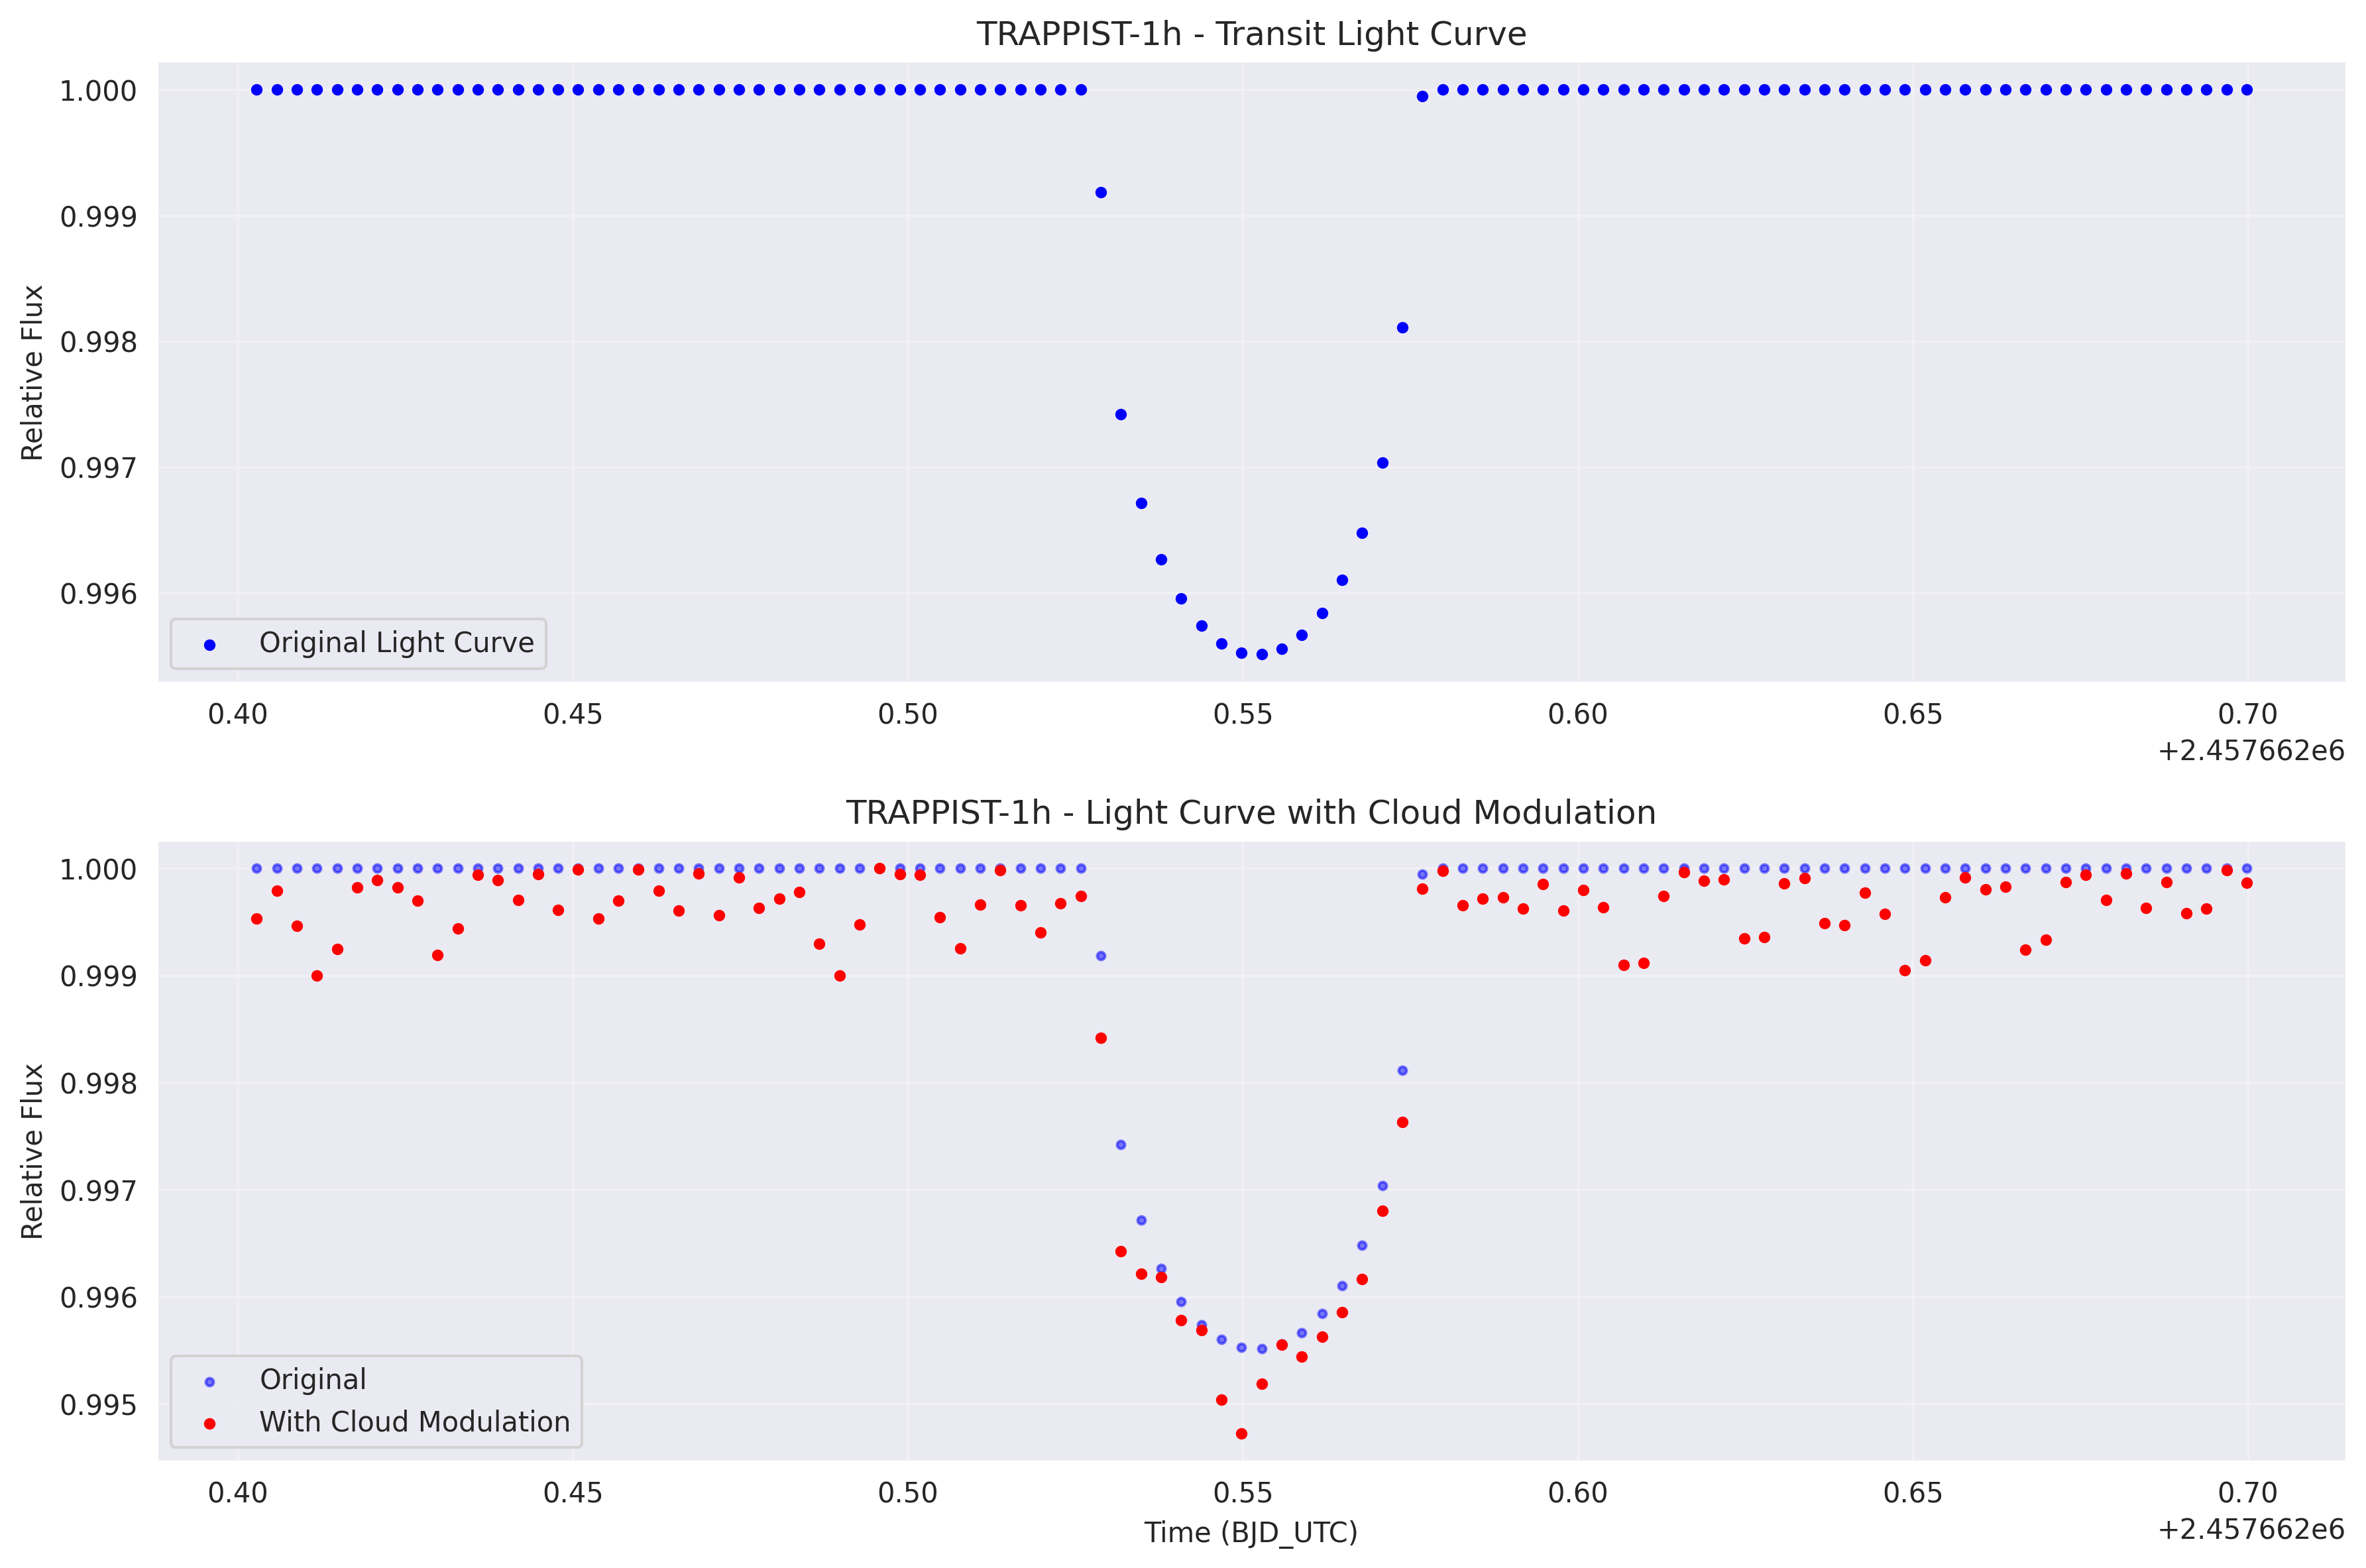 TRAPPIST-1h - Transit Light Curve
1.000
0.999
0.998
0.997
0.996
Relative Flux
Original Light Curve
0.40 0.45 0.50 0.55 0.60 0.65 0.70
+2.457662e6
TRAPPIST-1h - Light Curve with Cloud Modulation
1.000
0.999
0.998
0.997
0.996
0.995
Relative Flux
Original
With Cloud Modulation
0.40 0.45 0.50 0.55 0.60 0.65 0.70
Time (BJD_UTC)
+2.457662e6